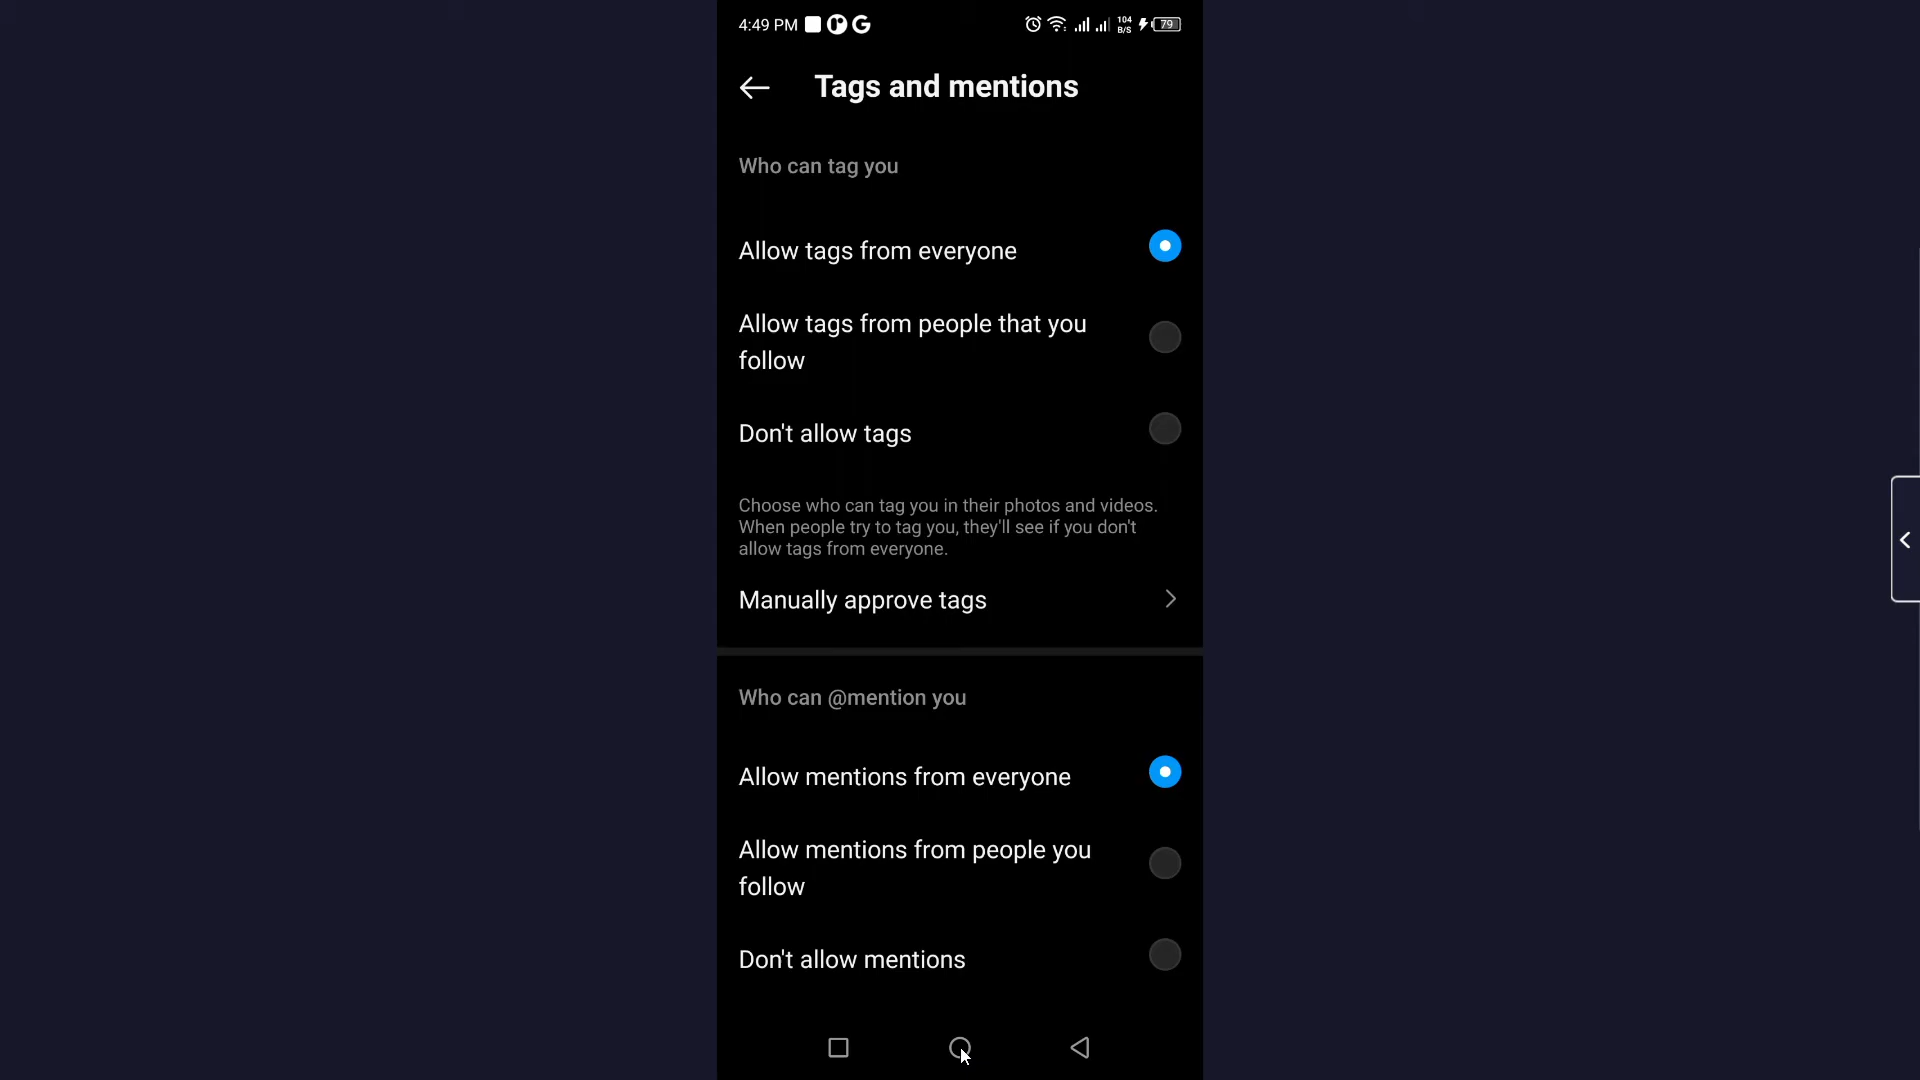 4:49 PM
104
B/S
79
Tags and mentions
Who can tag you
Allow tags from everyone
Allow tags from people that you
follow
Don't allow tags
Choose who can tag you in their photos and videos.
When people try to tag you, they'll see if you don't
allow tags from everyone.
Manually approve tags
Who can @mention you
Allow mentions from everyone
Allow mentions from people you
follow
Don't allow mentions